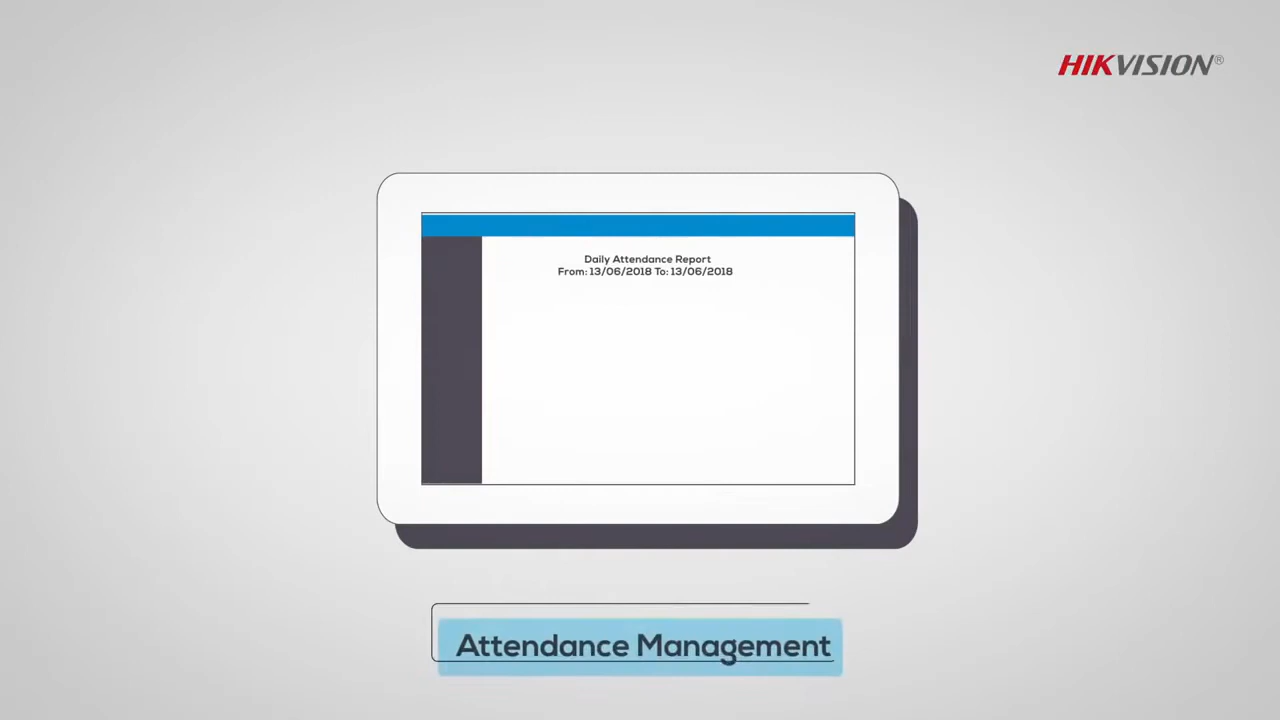 HIKVISION®
Daily Attendance Report
From: 13/06/2018 To: 13/06/2018
Attendance Management